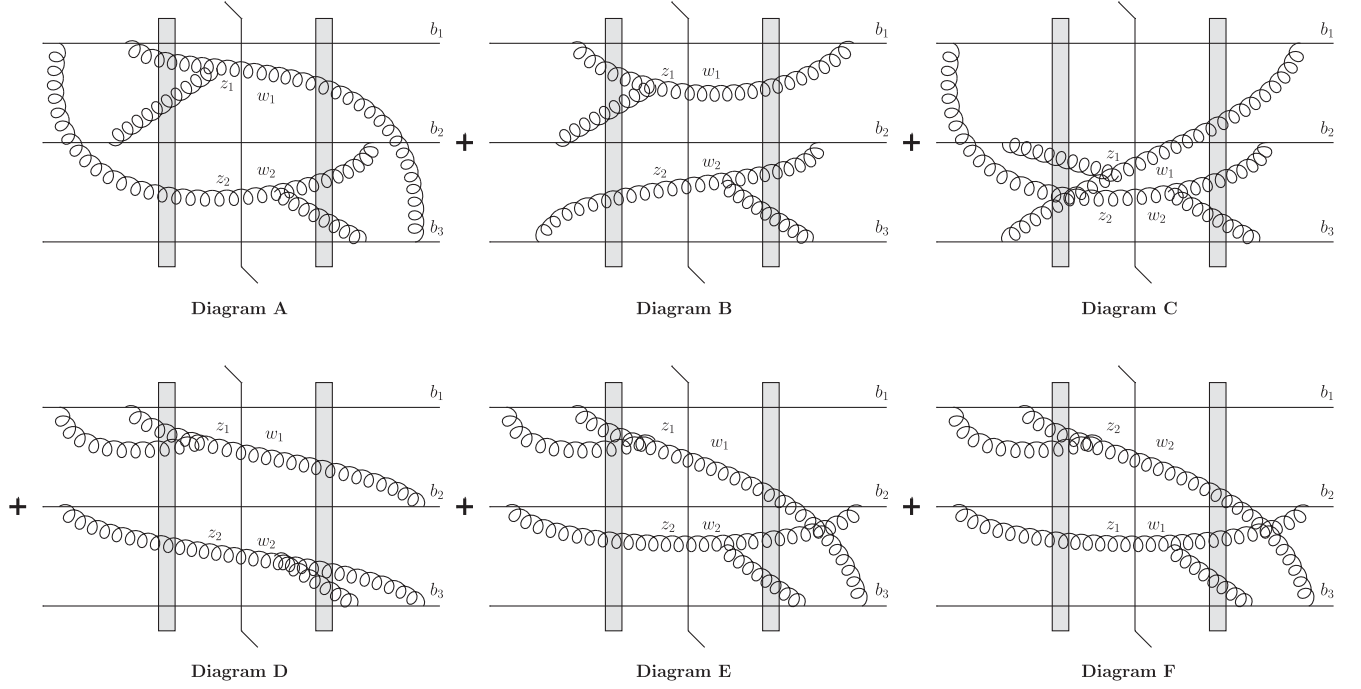 b₁ b₁ b₁
z₁ w₁ z₁ w₁ z₁
b₂ + b₂ + b₂
z₂ w₂ z₂ w₂ w₁
z₂ w₂
b₃ b₃ b₃
Diagram A Diagram B Diagram C
b₁ b₁ b₁
z₁ w₁ z₁ w₁ z₂ w₂
+ b₂ + b₂ + b₂
z₂ w₂ z₂ w₂ z₁ w₁
b₃ b₃ b₃
Diagram D Diagram E Diagram F